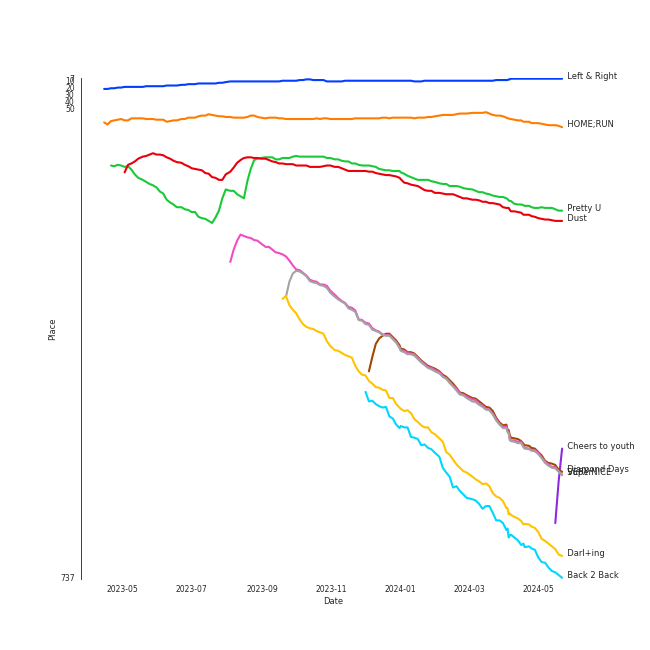 7
10
20
30
40
50
737
Place
2023-05
2023-07
2023-09
2023-11
2024-01
2024-03
2024-05
Date
Left & Right
HOME;RUN
Pretty U
Dust
Cheers to youth
Diamond Days
SuperNICE
Darl+ing
Back 2 Back